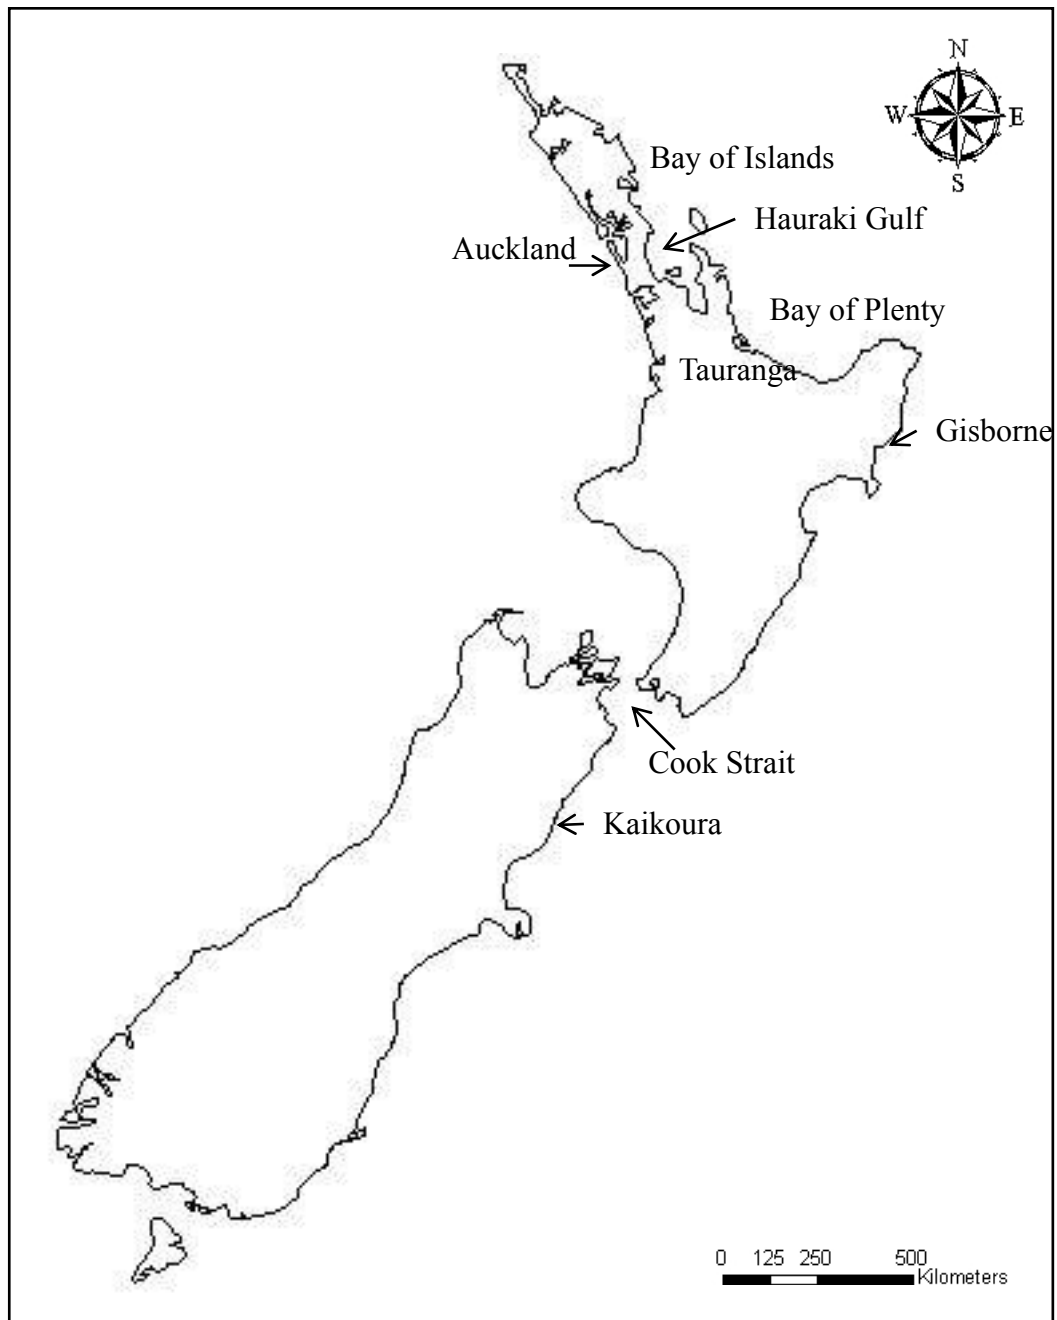 N
W E
S
Bay of Islands
Hauraki Gulf
Auckland
Bay of Plenty
Tauranga
Gisborne
Cook Strait
Kaikoura
0 125 250 500
Kilometers